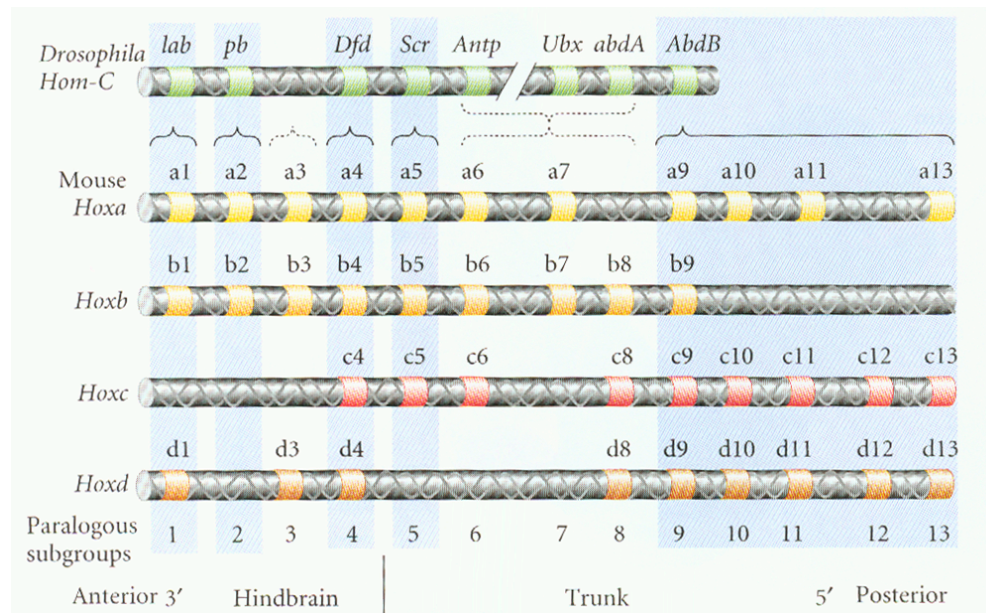 lab pb Dfd Scr Antp Ubx abdA AbdB
Drosophila
Hom-C
a1 a2 a3 a4 a5 a6 a7 a9 a10 a11 a13
Mouse
Hoxa
b1 b2 b3 b4 b5 b6 b7 b8 b9
Hoxb
c4 c5 c6 c8 c9 c10 c11 c12 c13
Hoxc
d1 d3 d4 d8 d9 d10 d11 d12 d13
Hoxd
Paralogous
subgroups 1 2 3 4 5 6 7 8 9 10 11 12 13
Anterior 3′ Hindbrain Trunk 5′ Posterior